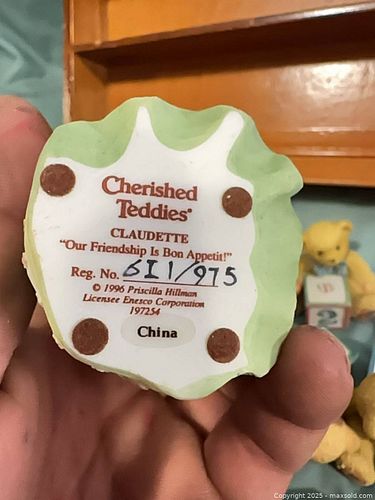 Cherished
Teddies®
CLAUDETTE
"Our Friendship Is Bon Appetit!"
Reg. No. 6I1/975
© 1996 Priscilla Hillman
Licensee Enesco Corporation
197254
China
2
Copyright 2025 - maxsold.com